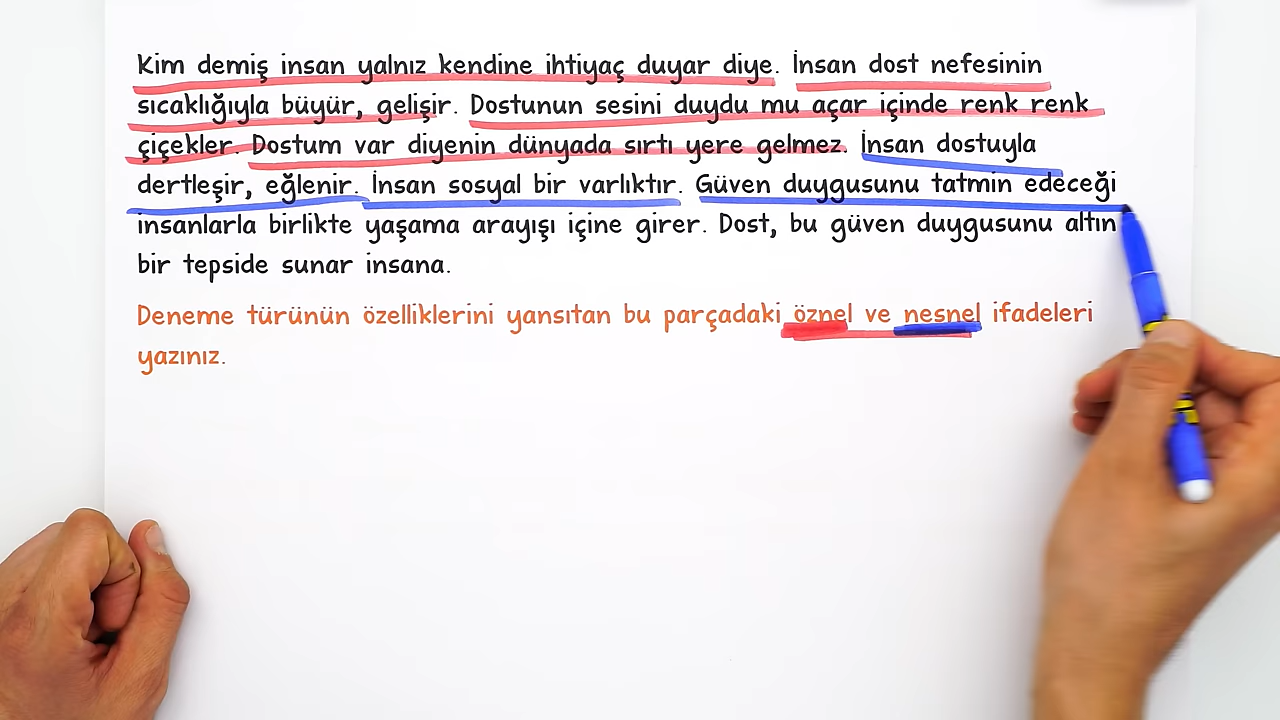 Kim demiş insan yalnız kendine ihtiyaç duyar diye. İnsan dost nefesinin
sıcaklığıyla büyür, gelişir. Dostunun sesini duydu mu açar içinde renk renk
çiçekler. Dostum var diyenin dünyada sırtı yere gelmez. İnsan dostuyla
dertleşir, eğlenir. İnsan sosyal bir varlıktır. Güven duygusunu tatmin edeceği
insanlarla birlikte yaşama arayışı içine girer. Dost, bu güven duygusunu altın
bir tepside sunar insana.
Deneme türünün özelliklerini yansıtan bu parçadaki öznel ve nesnel ifadeleri
yazınız.